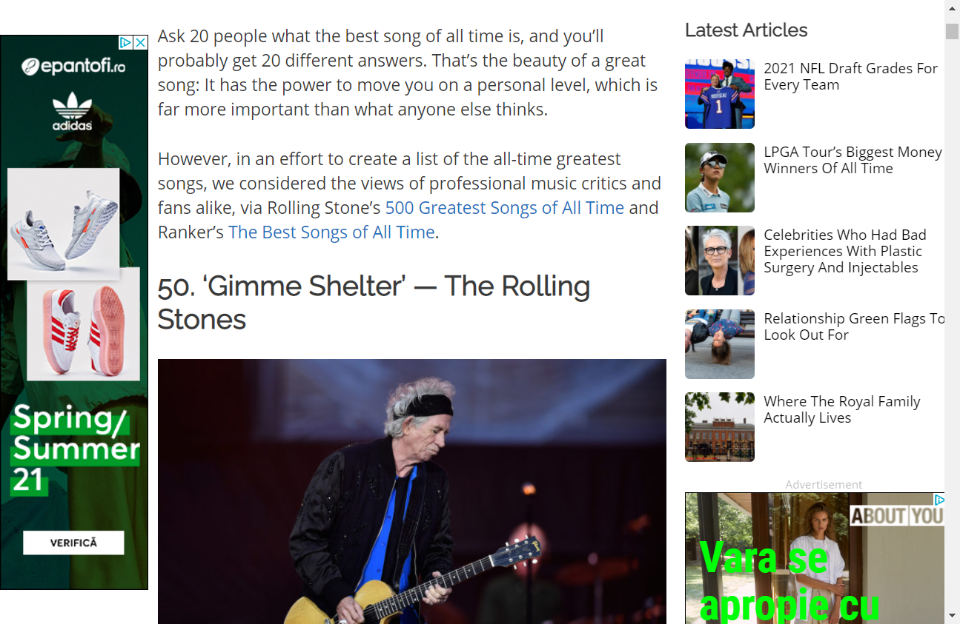 epantofi.ro
adidas
Spring/
Summer
21
VERIFICĂ
Ask 20 people what the best song of all time is, and you’ll
probably get 20 different answers. That’s the beauty of a great
song: It has the power to move you on a personal level, which is
far more important than what anyone else thinks.
However, in an effort to create a list of the all-time greatest
songs, we considered the views of professional music critics and
fans alike, via Rolling Stone’s 500 Greatest Songs of All Time and
Ranker’s The Best Songs of All Time.
50. ‘Gimme Shelter’ — The Rolling
Stones
Latest Articles
2021 NFL Draft Grades For
Every Team
LPGA Tour’s Biggest Money
Winners Of All Time
Celebrities Who Had Bad
Experiences With Plastic
Surgery And Injectables
Relationship Green Flags To
Look Out For
Where The Royal Family
Actually Lives
Advertisement
ABOUT YOU
Vara se
apropie cu